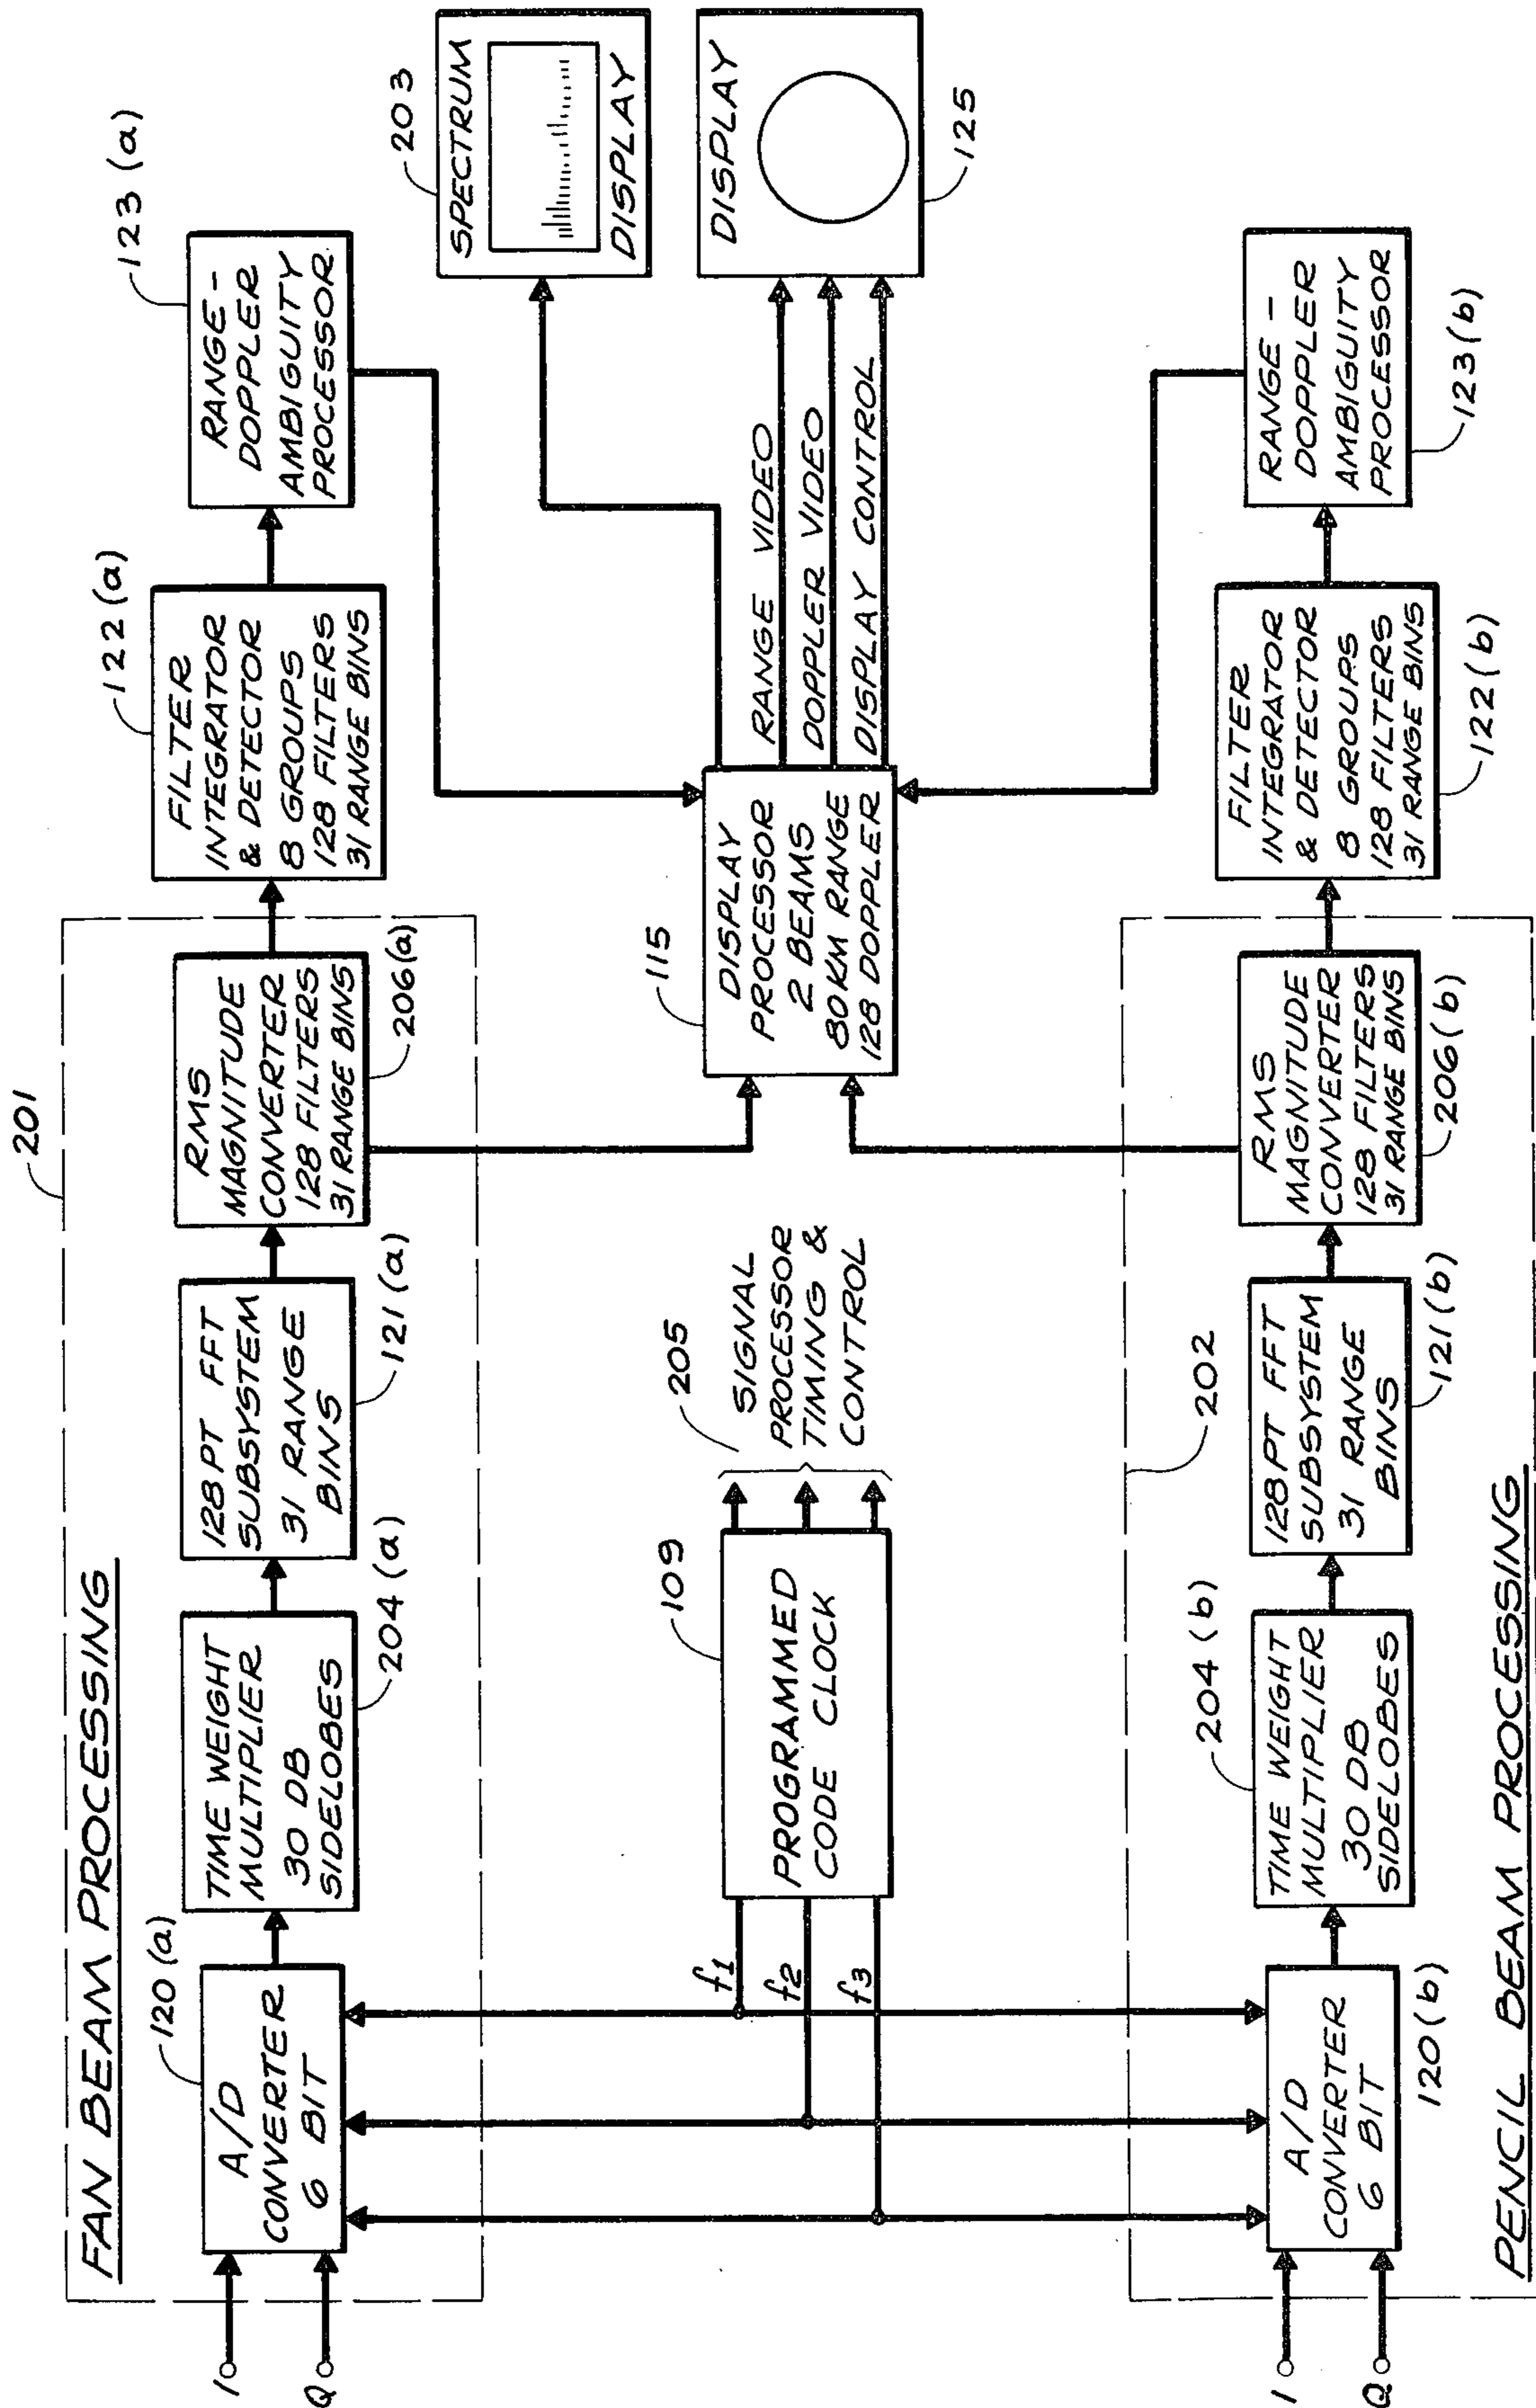 FAN BEAM PROCESSING
201
I
Q
120 (a)
A/D
CONVERTER
6 BIT
TIME WEIGHT
MULTIPLIER
30 DB
SIDELOBES
204 (a)
128 PT FFT
SUBSYSTEM
31 RANGE
BINS
121 (a)
RMS
MAGNITUDE
CONVERTER
128 FILTERS
31 RANGE BINS
206 (a)
122 (a)
FILTER
INTEGRATOR
& DETECTOR
8 GROUPS
128 FILTERS
31 RANGE BINS
123 (a)
RANGE -
DOPPLER
AMBIGUITY
PROCESSOR
203
SPECTRUM
DISPLAY
f1
f2
f3
109
PROGRAMMED
CODE CLOCK
205
SIGNAL
PROCESSOR
TIMING &
CONTROL
115
DISPLAY
PROCESSOR
2 BEAMS
80 KM RANGE
128 DOPPLER
RANGE VIDEO
DOPPLER VIDEO
DISPLAY CONTROL
DISPLAY
125
202
I
Q
A/D
CONVERTER
6 BIT
120 (b)
204 (b)
TIME WEIGHT
MULTIPLIER
30 DB
SIDELOBES
128 PT FFT
SUBSYSTEM
31 RANGE
BINS
121 (b)
RMS
MAGNITUDE
CONVERTER
128 FILTERS
31 RANGE BINS
206 (b)
FILTER
INTEGRATOR
& DETECTOR
8 GROUPS
128 FILTERS
31 RANGE BINS
122 (b)
RANGE -
DOPPLER
AMBIGUITY
PROCESSOR
123 (b)
PENCIL BEAM PROCESSING